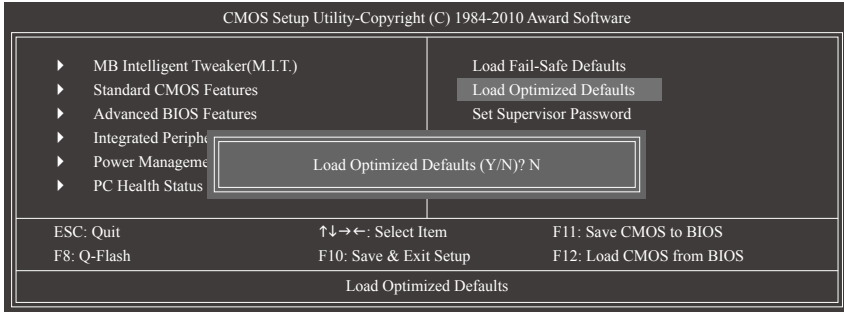 CMOS Setup Utility-Copyright (C) 1984-2010 Award Software
MB Intelligent Tweaker(M.I.T.)
Standard CMOS Features
Advanced BIOS Features
Integrated Periphe
Power Manageme
PC Health Status
Load Fail-Safe Defaults
Load Optimized Defaults
Set Supervisor Password
Load Optimized Defaults (Y/N)? N
ESC: Quit
↑↓→←: Select Item
F11: Save CMOS to BIOS
F8: Q-Flash
F10: Save & Exit Setup
F12: Load CMOS from BIOS
Load Optimized Defaults